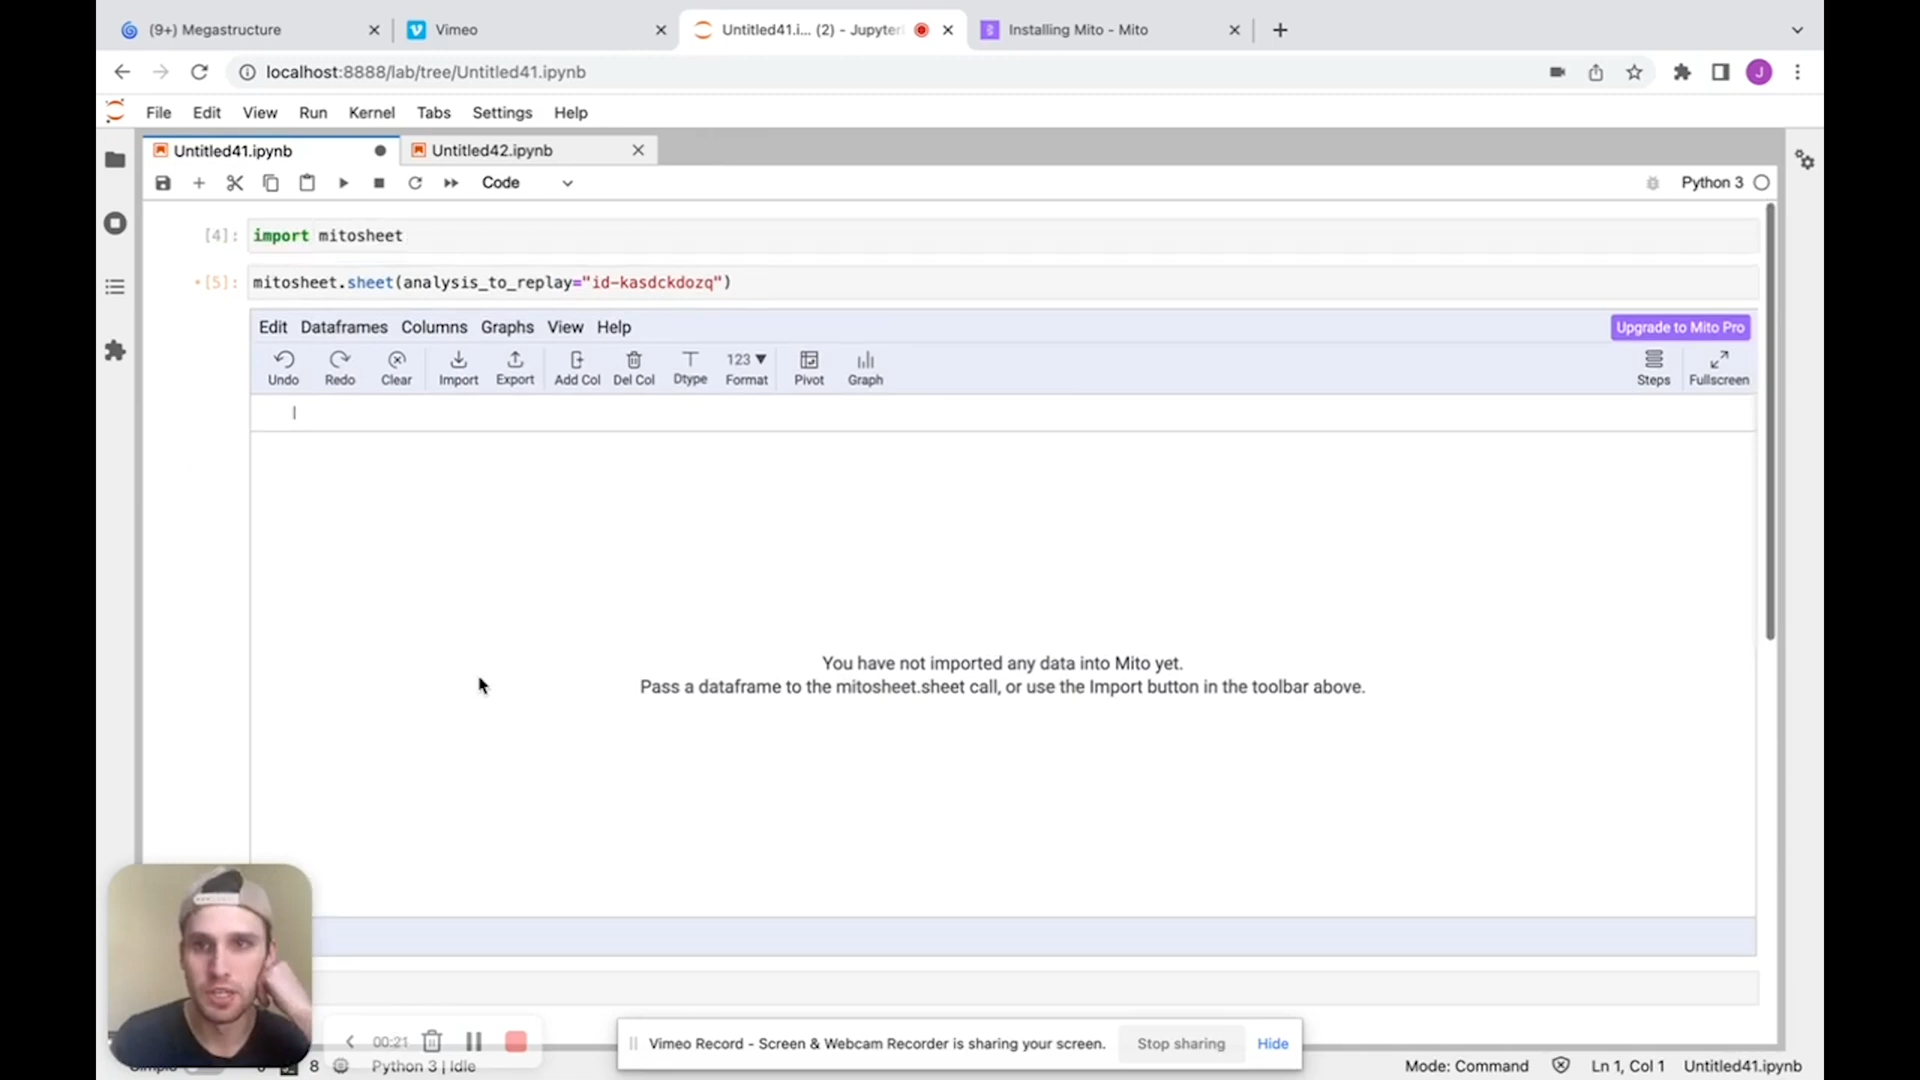 (9+) Megastructure
Vimeo
Untitled41.i... (2) - Jupyter
Installing Mito - Mito
localhost:8888/lab/tree/Untitled41.ipynb
J
File Edit View Run Kernel Tabs Settings Help
Untitled41.ipynb
Untitled42.ipynb
Code
Python 3
[4]: import mitosheet
[5]: mitosheet.sheet(analysis_to_replay="id-kasdckdozq")
Edit Dataframes Columns Graphs View Help
Upgrade to Mito Pro
Undo Redo Clear Import Export Add Col Del Col Dtype 123 Format Pivot Graph Steps Fullscreen
You have not imported any data into Mito yet.
Pass a dataframe to the mitosheet.sheet call, or use the Import button in the toolbar above.
00:21
Vimeo Record - Screen & Webcam Recorder is sharing your screen.
Stop sharing
Hide
8
Python 3 | Idle
Mode: Command
Ln 1, Col 1
Untitled41.ipynb